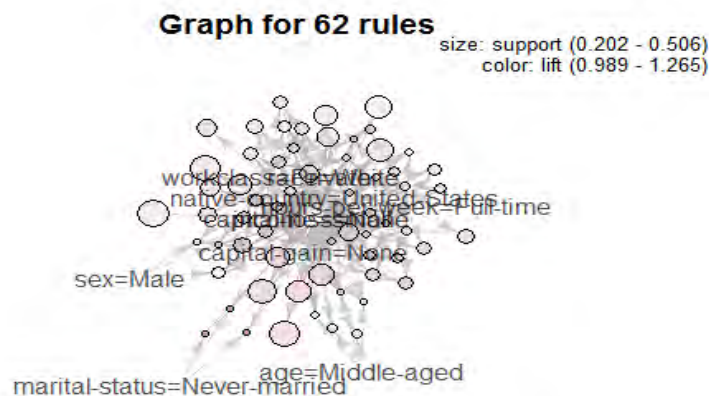 Graph for 62 rules
size: support (0.202 - 0.506)
color: lift (0.989 - 1.265)
native-country=United-States
capital-gain=None
sex=Male
age=Middle-aged
marital-status=Never-married